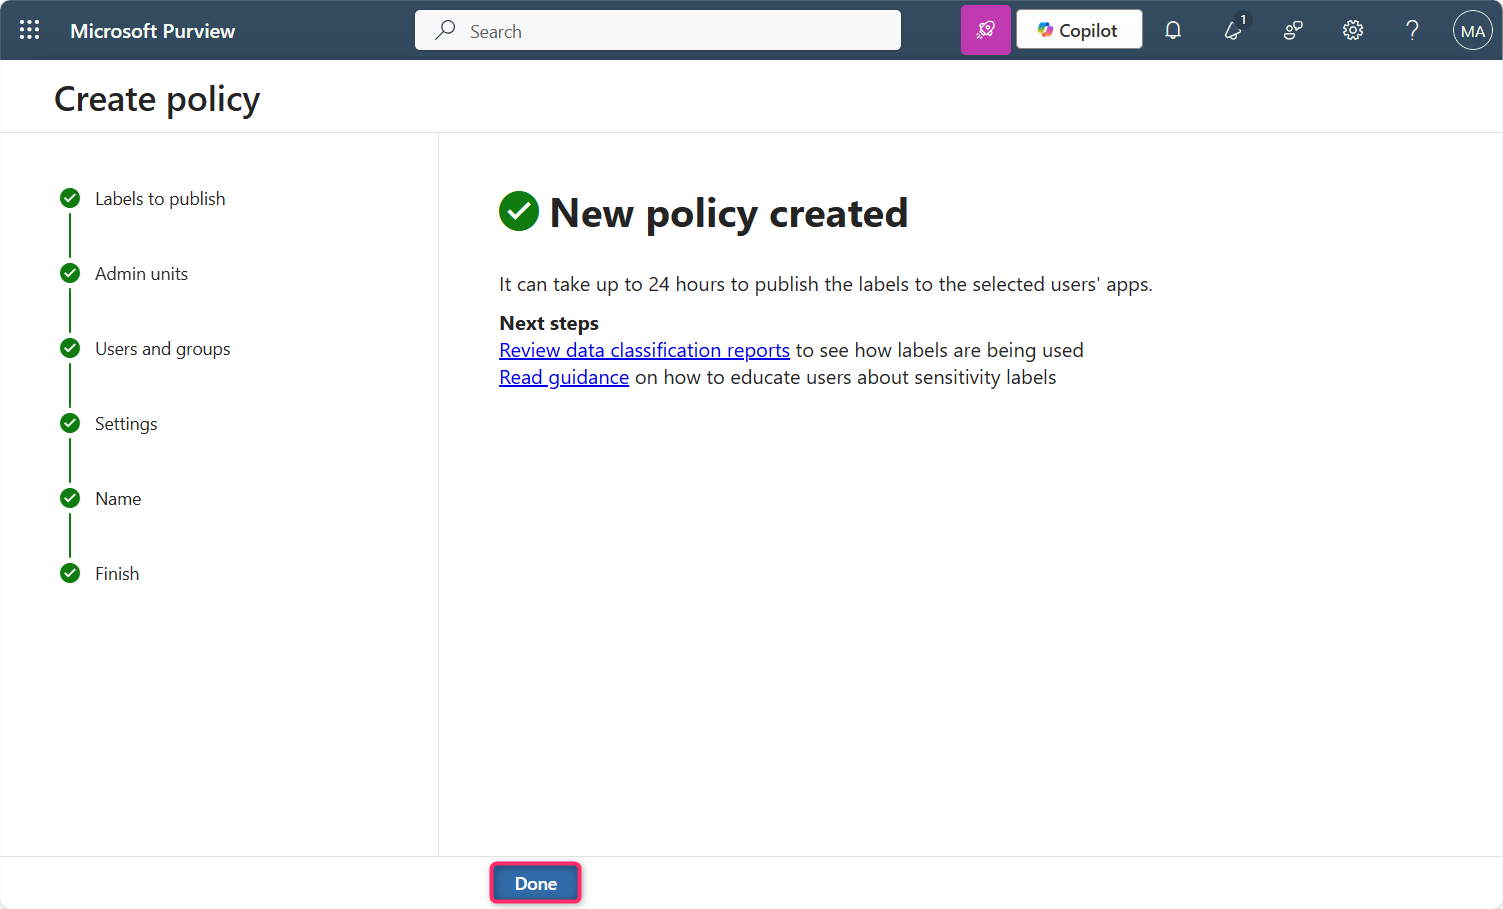 Microsoft Purview
Search
Copilot
1
MA
Create policy
Labels to publish
Admin units
Users and groups
Settings
Name
Finish
New policy created
It can take up to 24 hours to publish the labels to the selected users' apps.
Next steps
Review data classification reports to see how labels are being used
Read guidance on how to educate users about sensitivity labels
Done